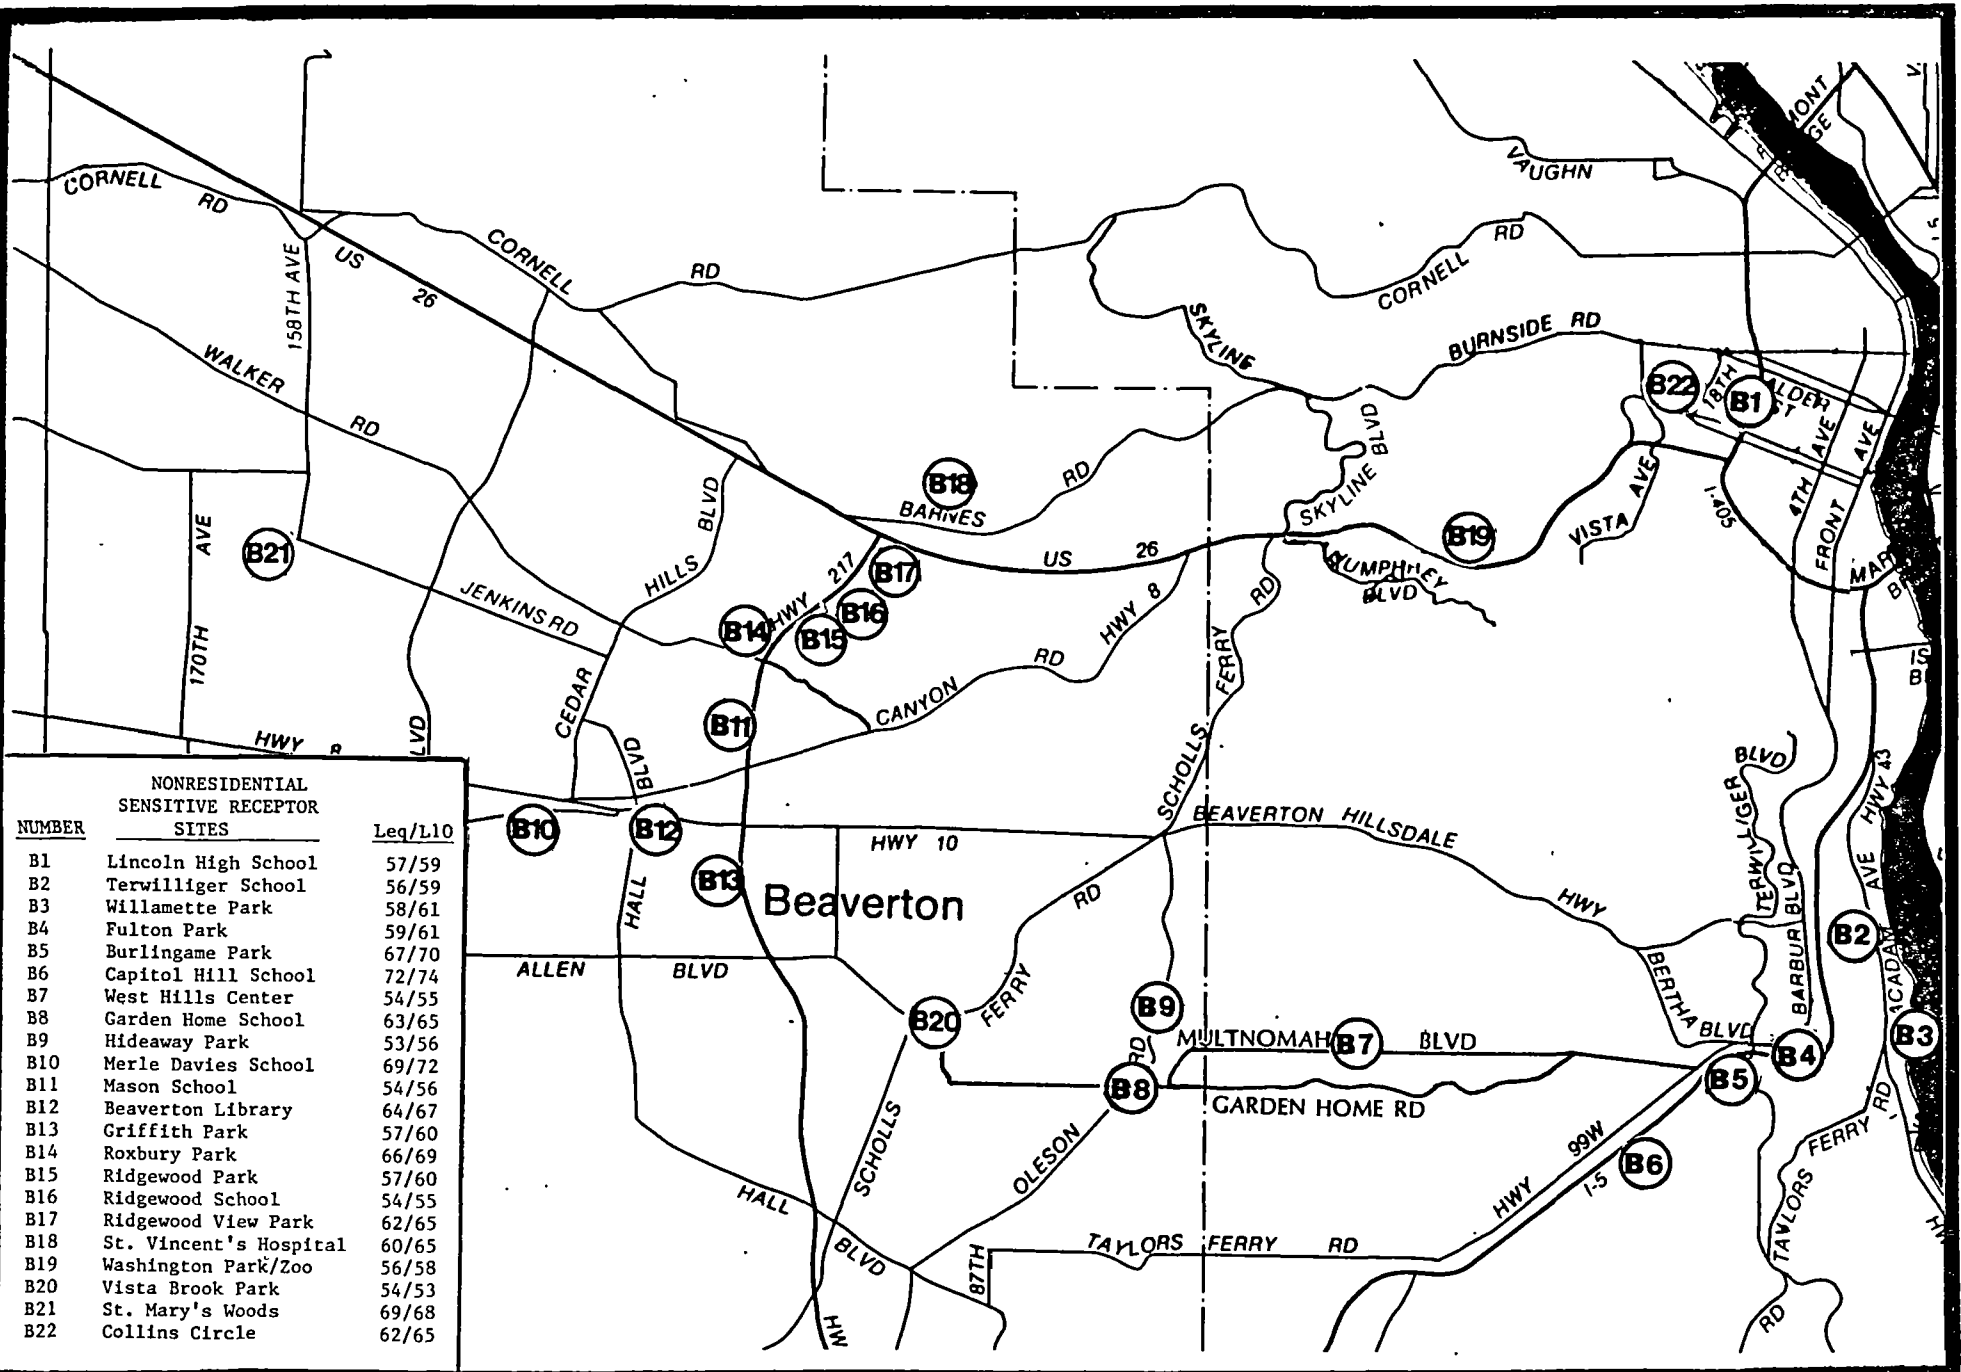 CORNELL
RD
US
26
158TH AVE
CORNELL
RD
WALKER
RD
VAUGHN
MONT
RD
CORNELL
SKYLINE
BURNSIDE RD
B22
18TH
B1
ALDER
ST
BLVD
SKYLINE
4TH AVE
FRONT AVE
I-405
VISTA AVE
B18
BARNES
RD
B19
HUMPHREY
BLVD
US 26
170TH AVE
B21
JENKINS RD
CEDAR HILLS BLVD
HWY 217
B17
B16
B15
B14
B11
HWY 8
CANYON
RD
SCHOLLS FERRY RD
HWY
BLVD
B10
B12
HALL
B13
Beaverton
HWY 10
BEAVERTON HILLSDALE
HWY
TERWILLIGER
BLVD
BARBUR BLVD
HWY 43
AVE
B2
B3
BERTHA
BLVD
B4
B5
B6
ALLEN BLVD
FERRY
RD
B20
B9
MULTNOMAH B7 BLVD
RD
B8
GARDEN HOME RD
SCHOLLS
OLESON
HALL
BLVD
87TH
TAYLORS FERRY RD
HWY 99W
I-5
TAYLORS FERRY RD
RD
HW
NONRESIDENTIAL
SENSITIVE RECEPTOR
NUMBER SITES Leq/L10
B1 Lincoln High School 57/59
B2 Terwilliger School 56/59
B3 Willamette Park 58/61
B4 Fulton Park 59/61
B5 Burlingame Park 67/70
B6 Capitol Hill School 72/74
B7 West Hills Center 54/55
B8 Garden Home School 63/65
B9 Hideaway Park 53/56
B10 Merle Davies School 69/72
B11 Mason School 54/56
B12 Beaverton Library 64/67
B13 Griffith Park 57/60
B14 Roxbury Park 66/69
B15 Ridgewood Park 57/60
B16 Ridgewood School 54/55
B17 Ridgewood View Park 62/65
B18 St. Vincent's Hospital 60/65
B19 Washington Park/Zoo 56/58
B20 Vista Brook Park 54/53
B21 St. Mary's Woods 69/68
B22 Collins Circle 62/65